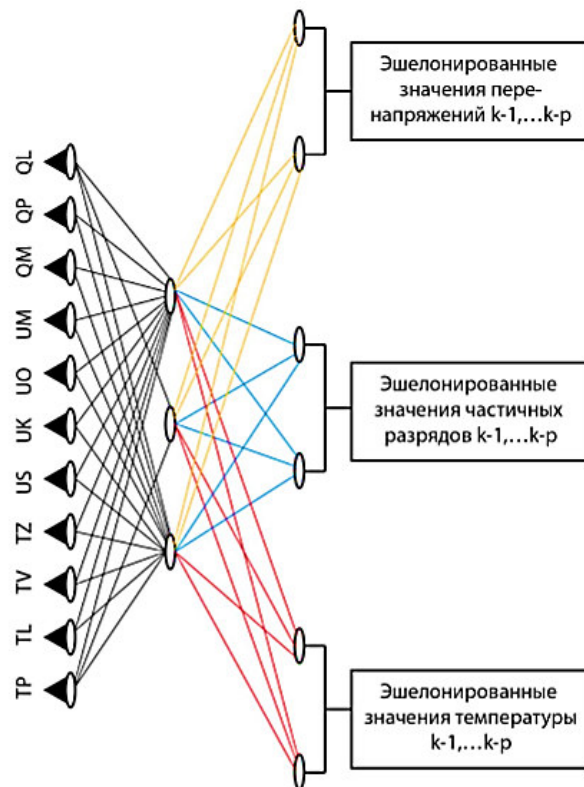 Эшелонированные
значения пере-
напряжений k-1,...k-p
QL
QP
QM
UM
UO
UK
US
TZ
TV
TL
TP
Эшелонированные
значения частичных
разрядов k-1,...k-p
Эшелонированные
значения температуры
k-1,...k-p